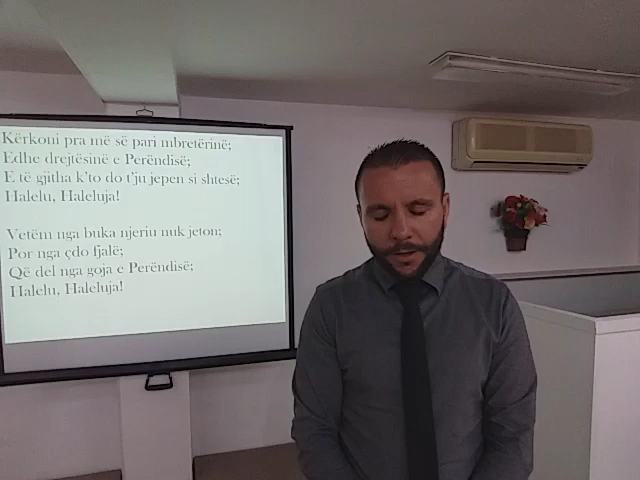 Kërkoni pra më së pari mbretërinë;
Edhe drejtësinë e Perëndisë;
E të gjitha k'to do t'ju jepen si shtesë;
Halelu, Haleluja!
Vetëm nga buka njeriu nuk jeton;
Por nga çdo fjalë;
Që del nga goja e Perëndisë;
Halelu, Haleluja!